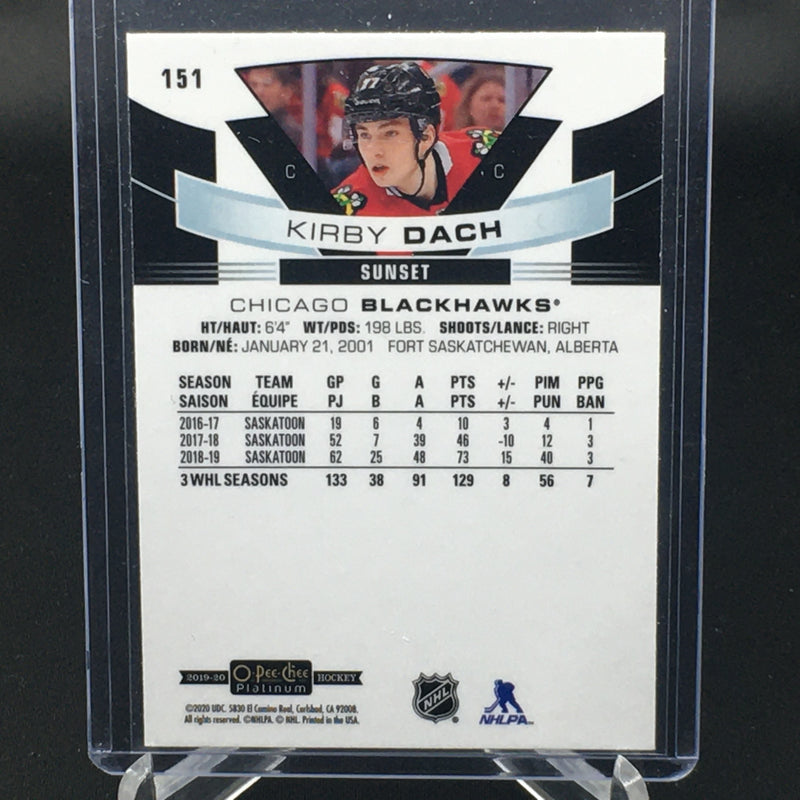 151
77
C C
KIRBY DACH
SUNSET
CHICAGO BLACKHAWKS®
HT/HAUT: 6'4" WT/PDS: 198 LBS. SHOOTS/LANCE: RIGHT
BORN/NÉ: JANUARY 21, 2001 FORT SASKATCHEWAN, ALBERTA
SEASON TEAM GP G A PTS +/- PIM PPG
SAISON ÉQUIPE PJ B A PTS +/- PUN BAN
2016-17 SASKATOON 19 6 4 10 3 4 1
2017-18 SASKATOON 52 7 39 46 -10 12 3
2018-19 SASKATOON 62 25 48 73 15 40 3
3 WHL SEASONS 133 38 91 129 8 56 7
2019-20 O-Pee-Chee Platinum HOCKEY
NHL
NHLPA
©2020 UDC. 5830 El Camino Real, Carlsbad, CA 92008.
All rights reserved. ©NHLPA. © NHL. Printed in the USA.